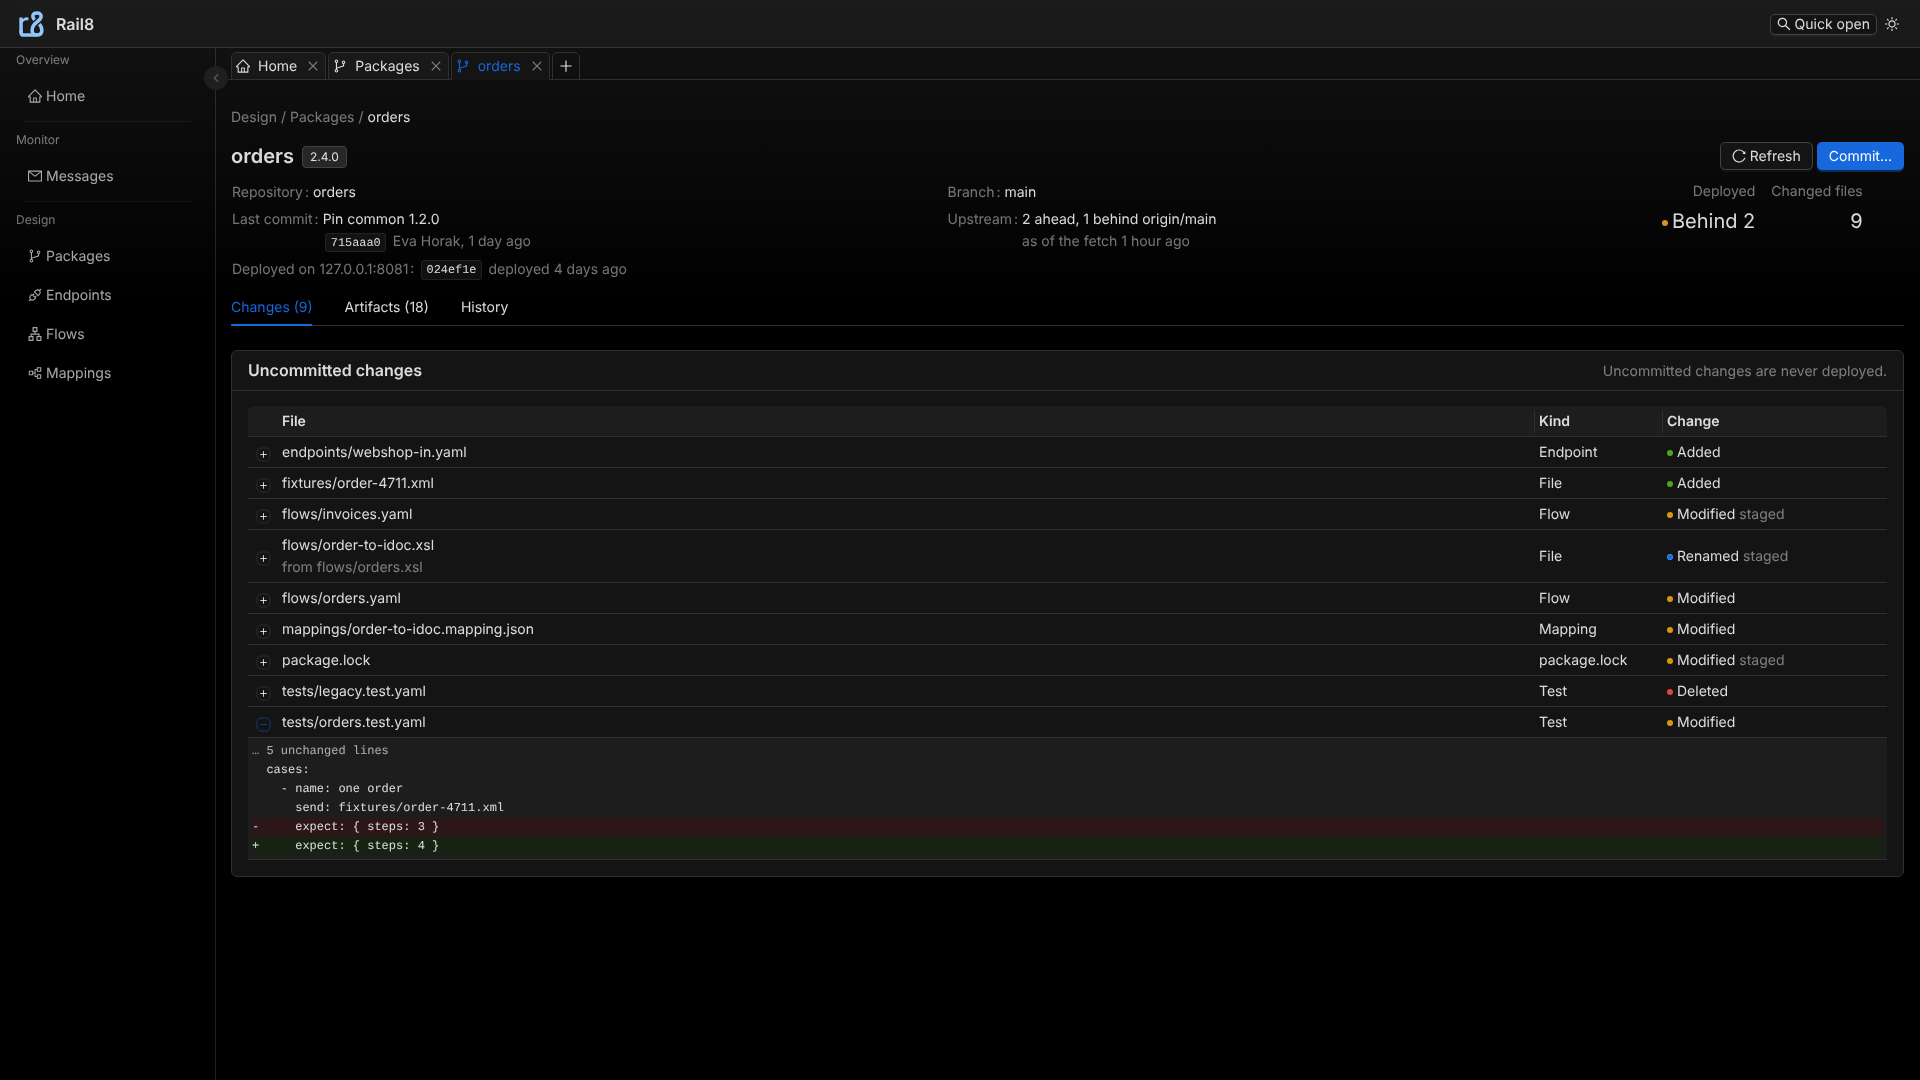 r8 Rail8
Quick open
Overview
Home
Monitor
Messages
Design
Packages
Endpoints
Flows
Mappings
Home
Packages
orders
Design / Packages / orders
orders 2.4.0
Refresh
Commit...
Repository: orders
Branch: main
Deployed
Behind 2
Changed files
9
Last commit: Pin common 1.2.0
715aaa0 Eva Horak, 1 day ago
Upstream: 2 ahead, 1 behind origin/main
as of the fetch 1 hour ago
Deployed on 127.0.0.1:8081: 024ef1e deployed 4 days ago
Changes (9)
Artifacts (18)
History
Uncommitted changes
Uncommitted changes are never deployed.
File Kind Change
endpoints/webshop-in.yaml Endpoint Added
fixtures/order-4711.xml File Added
flows/invoices.yaml Flow Modified staged
flows/order-to-idoc.xsl
from flows/orders.xsl File Renamed staged
flows/orders.yaml Flow Modified
mappings/order-to-idoc.mapping.json Mapping Modified
package.lock package.lock Modified staged
tests/legacy.test.yaml Test Deleted
tests/orders.test.yaml Test Modified
… 5 unchanged lines
cases:
- name: one order
send: fixtures/order-4711.xml
- expect: { steps: 3 }
+ expect: { steps: 4 }